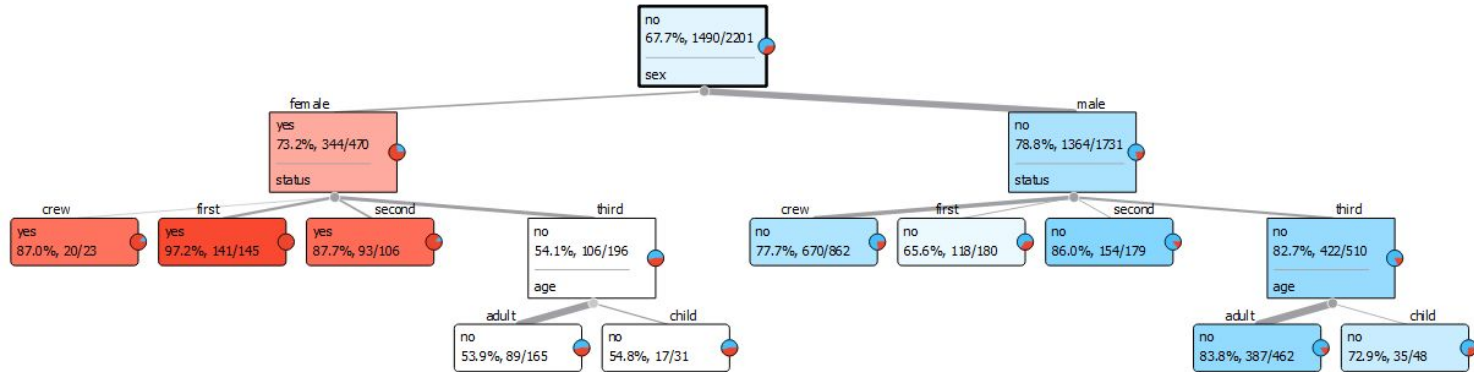 no
67.7%, 1490/2201
sex
female
male
yes
73.2%, 344/470
status
no
78.8%, 1364/1731
status
crew
first
second
third
crew
first
second
third
yes
87.0%, 20/23
yes
97.2%, 141/145
yes
87.7%, 93/106
no
54.1%, 106/196
age
no
77.7%, 670/862
no
65.6%, 118/180
no
86.0%, 154/179
no
82.7%, 422/510
age
adult
child
adult
child
no
53.9%, 89/165
no
54.8%, 17/31
no
83.8%, 387/462
no
72.9%, 35/48